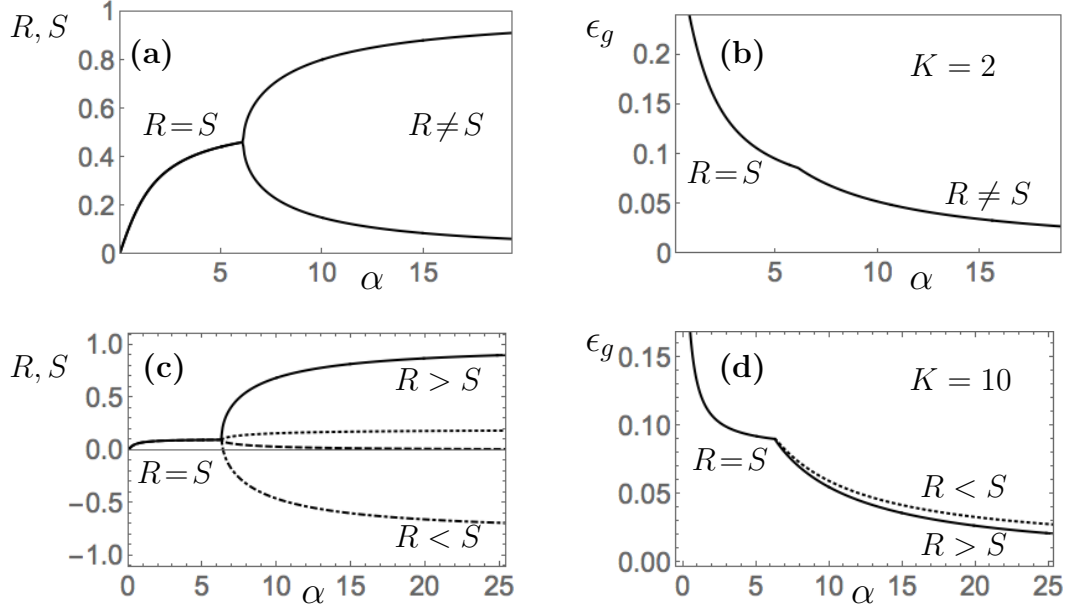 R, S
(a)
1
0.8
0.6
0.4
0.2
0
R = S
R ≠ S
5
10
15
α
ϵg
(b)
K = 2
0.2
0.15
0.1
0.05
0
R = S
R ≠ S
5
10
15
α
R, S
(c)
1.0
0.5
0.0
-0.5
-1.0
R > S
R = S
R < S
0
5
10
15
20
25
α
ϵg
(d)
K = 10
0.15
0.10
0.05
0.00
R = S
R < S
R > S
0
5
10
15
20
25
α